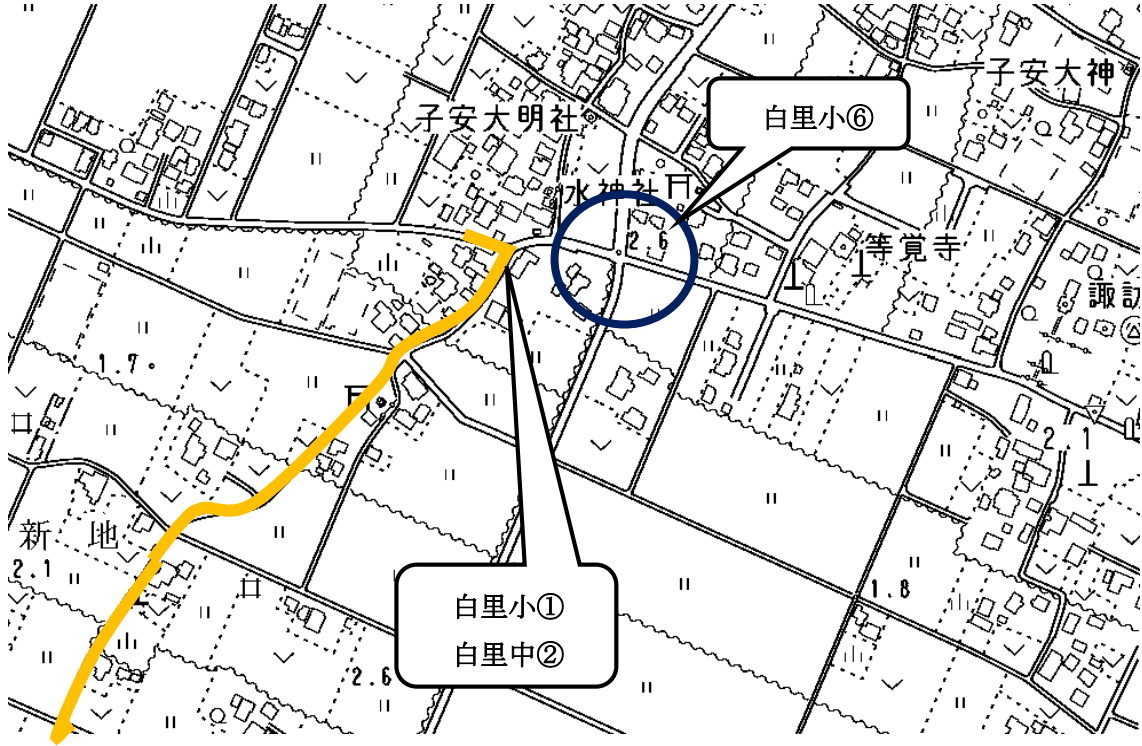 子安大神
白里小⑥
子安大明社
水神社
2.6
等覚寺
諏訪
1.7
2.1
新地
2.1
1.8
白里小①
白里中②
2.6